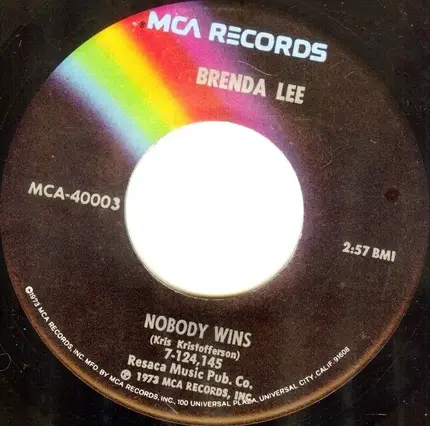 MCA RECORDS
BRENDA LEE
MCA-40003
2:57 BMI
NOBODY WINS
(Kris Kristofferson)
7-124,145
Resaca Music Pub. Co.
℗ 1973 MCA RECORDS, INC.
©1973 MCA RECORDS, INC. MFG. BY MCA RECORDS, INC., 100 UNIVERSAL PLAZA, UNIVERSAL CITY, CALIF. 91608